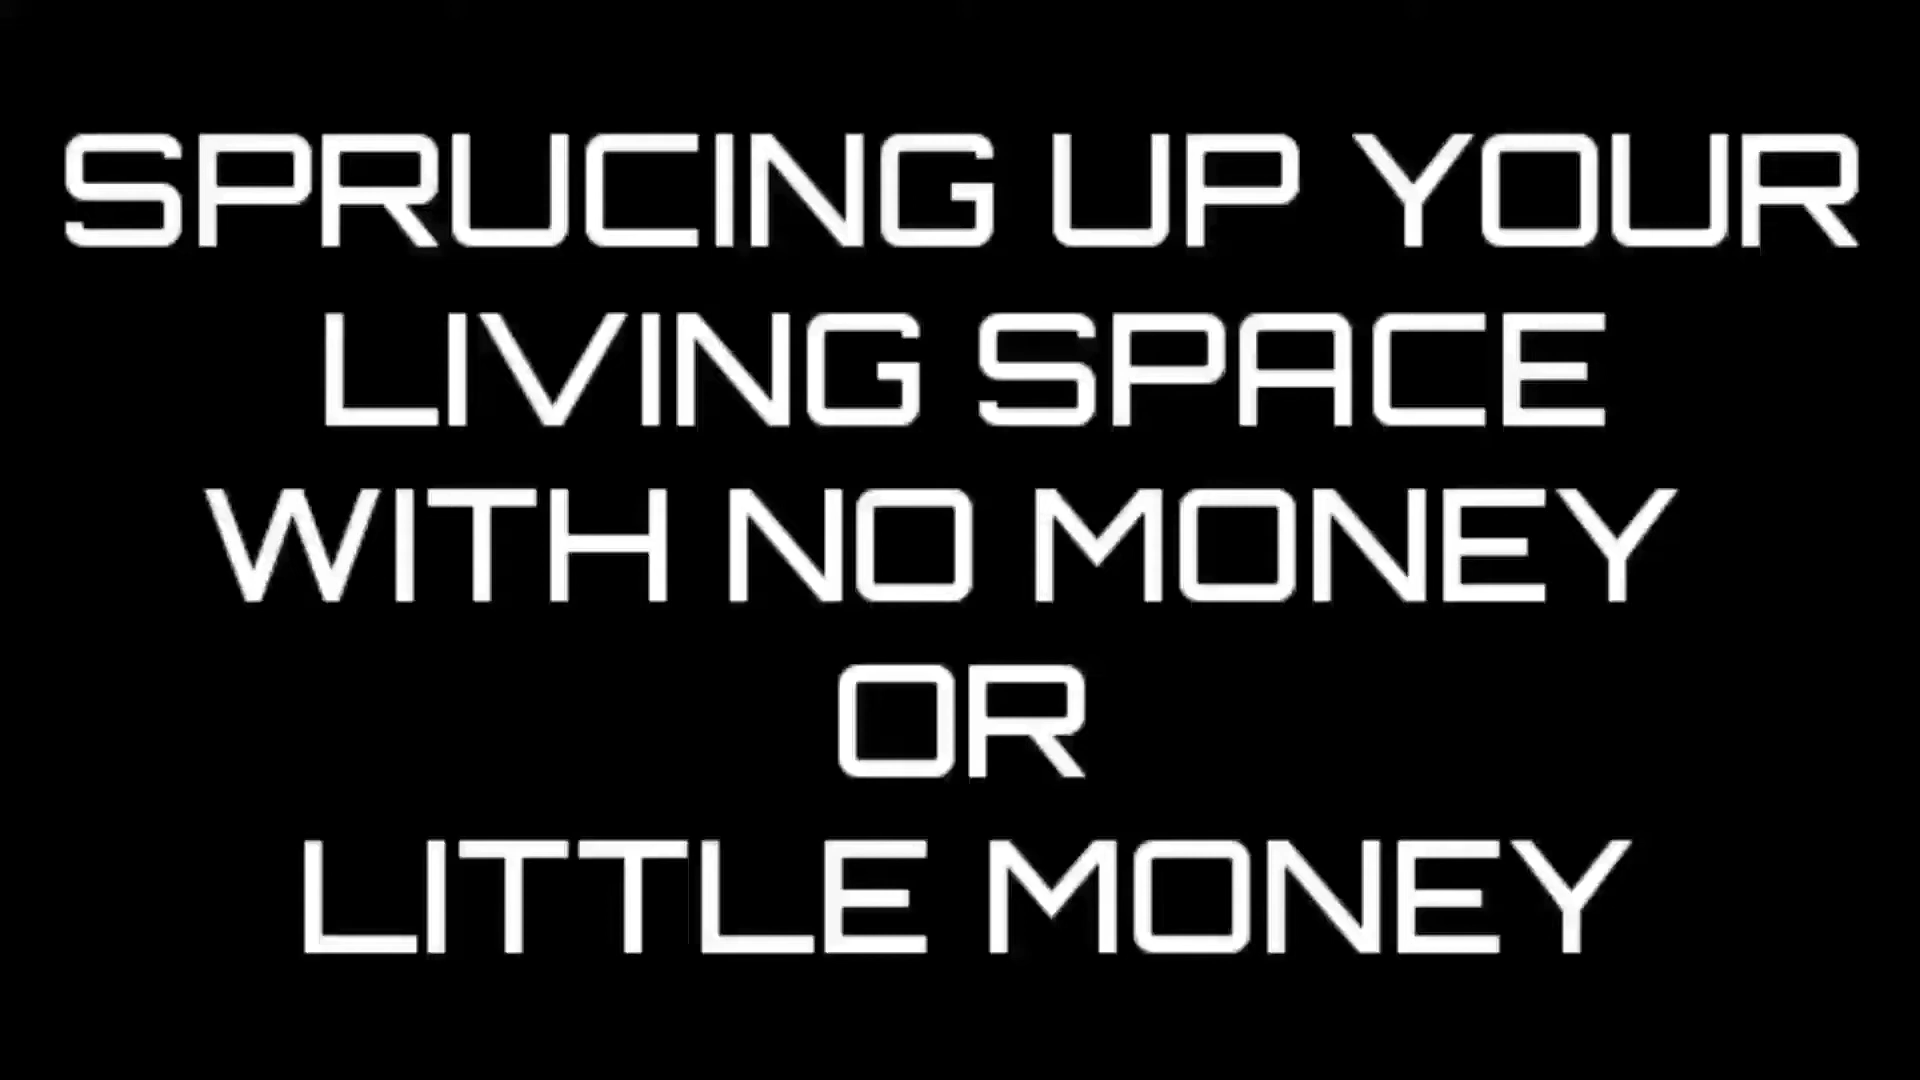 SPRUCING UP YOUR
LIVING SPACE
WITH NO MONEY
OR
LITTLE MONEY